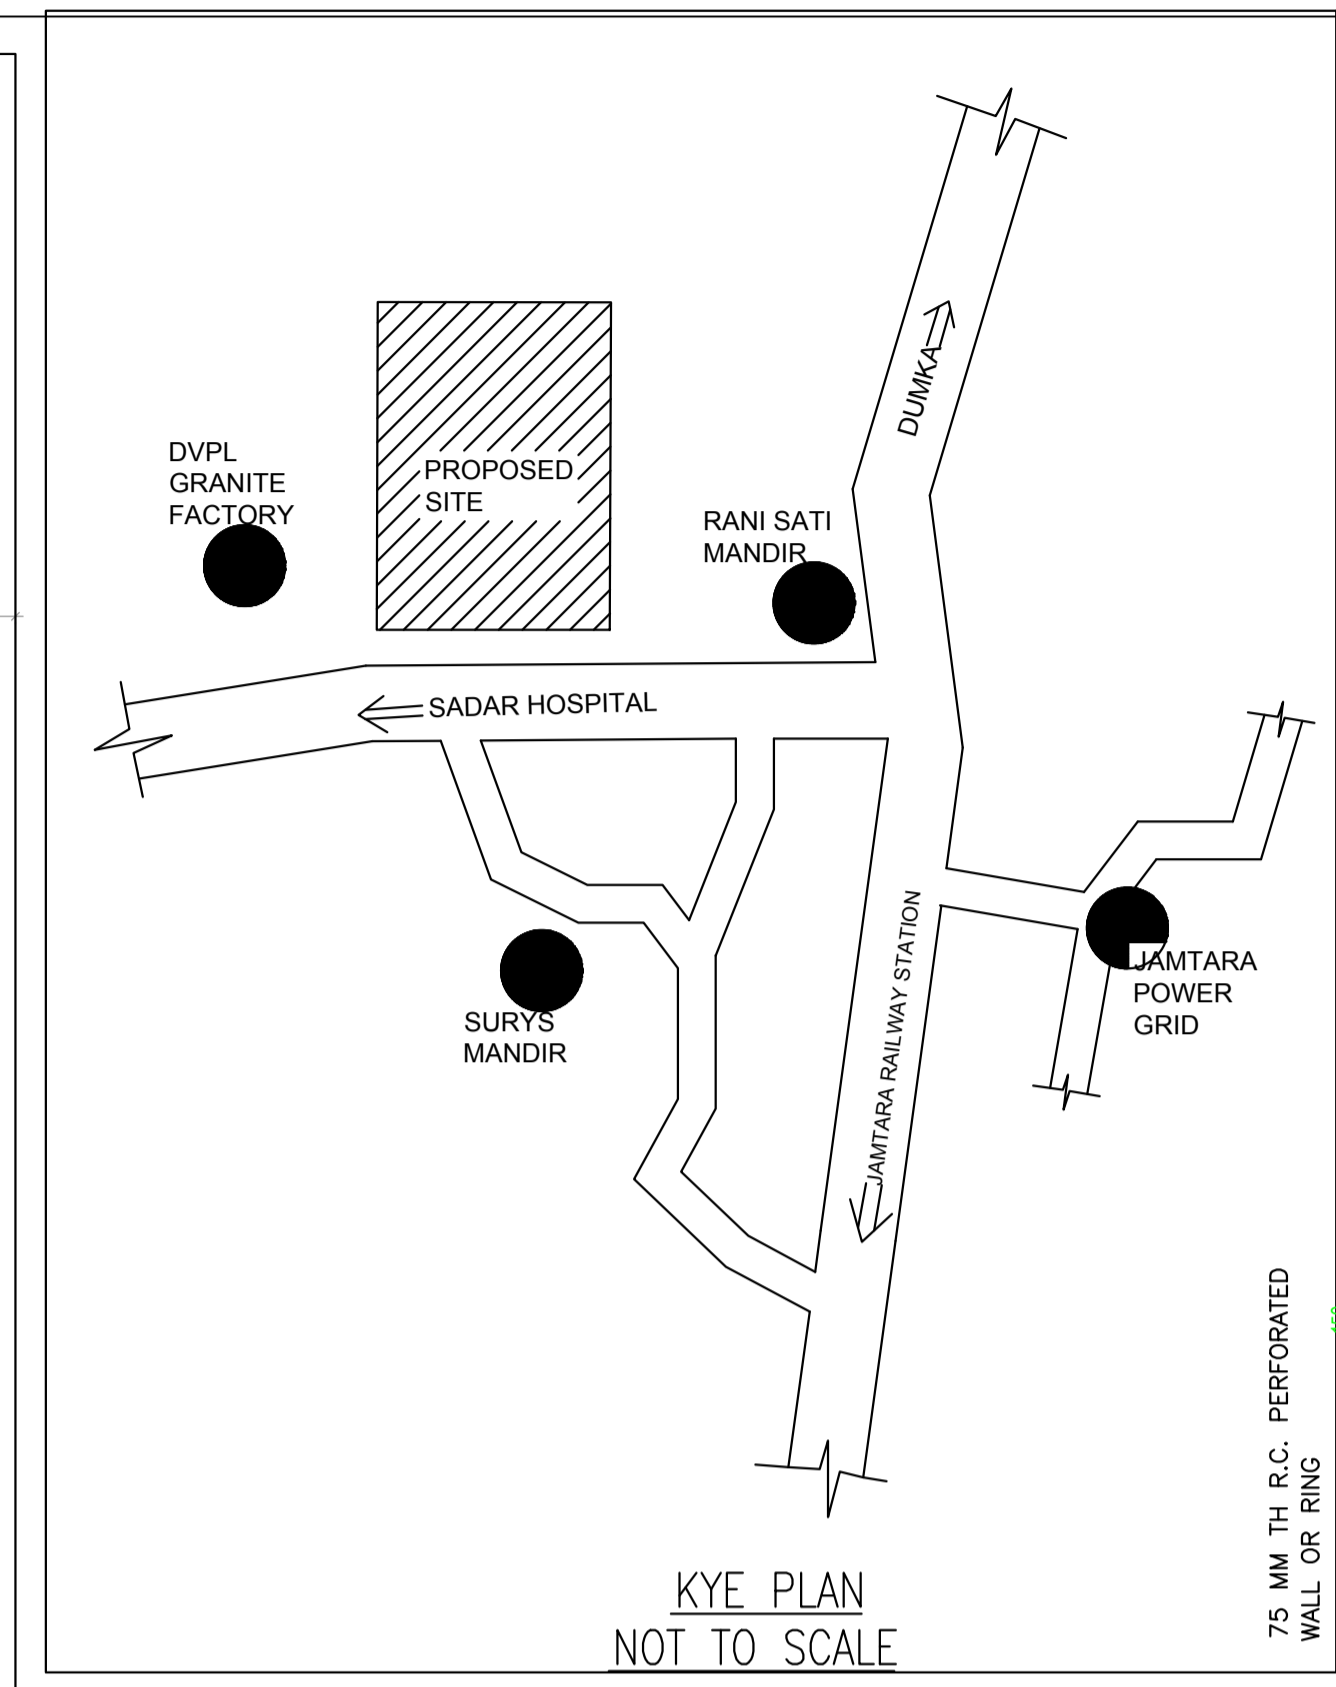 DUMKA
DVPL
GRANITE
FACTORY
PROPOSED
SITE
RANI SATI
MANDIR
SADAR HOSPITAL
JAMTARA RAILWAY STATION
JAMTARA
POWER
GRID
SURYS
MANDIR
75 MM TH R.C. PERFORATED
WALL OR RING
KYE PLAN
NOT TO SCALE